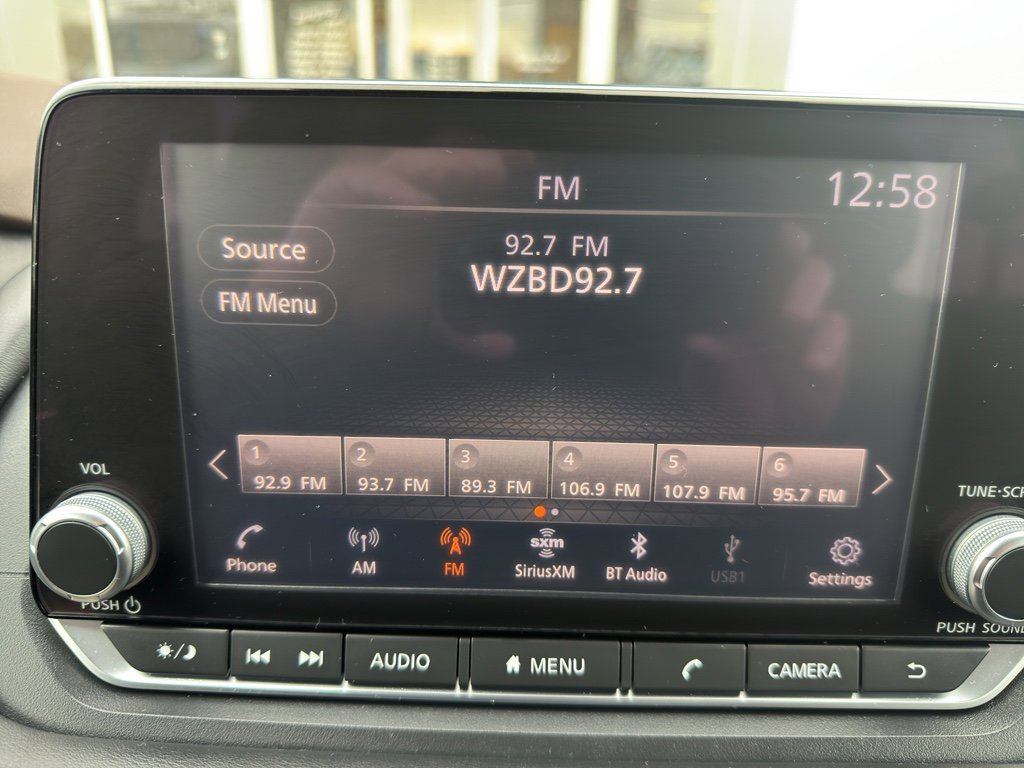 FM
12:58
Source
92.7 FM
WZBD92.7
FM Menu
1 2 3 4 5 6
92.9 FM 93.7 FM 89.3 FM 106.9 FM 107.9 FM 95.7 FM
VOL
TUNE·SCR
Phone AM FM sxm SiriusXM BT Audio USB1 Settings
PUSH
PUSH SOUN
AUDIO MENU CAMERA